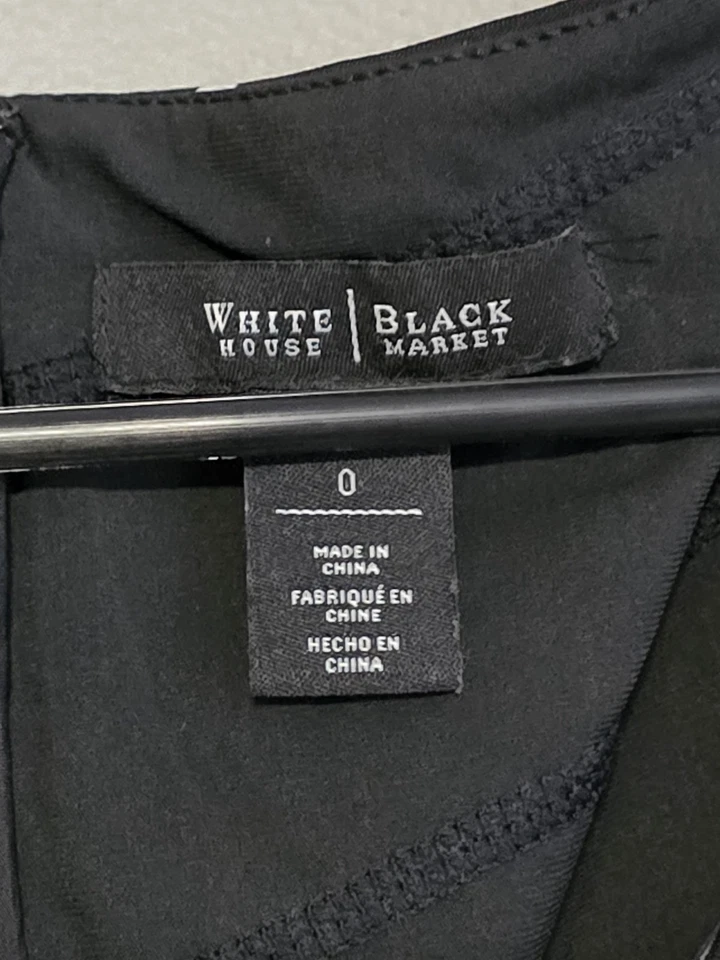 WHITE | BLACK
HOUSE | MARKET
0
MADE IN
CHINA
FABRIQUÉ EN
CHINE
HECHO EN
CHINA